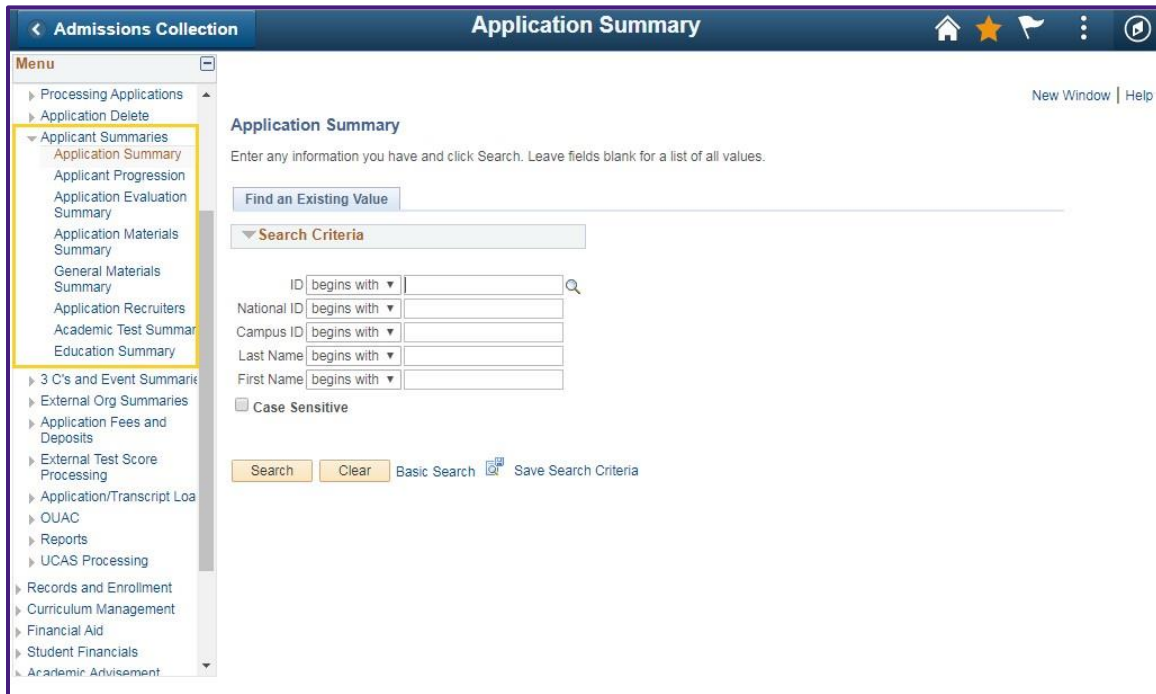 Admissions Collection
Application Summary
Menu
Processing Applications
Application Delete
Applicant Summaries
Application Summary
Applicant Progression
Application Evaluation
Summary
Application Materials
Summary
General Materials
Summary
Application Recruiters
Academic Test Summar
Education Summary
3 C's and Event Summarie
External Org Summaries
Application Fees and
Deposits
External Test Score
Processing
Application/Transcript Loa
OUAC
Reports
UCAS Processing
Records and Enrollment
Curriculum Management
Financial Aid
Student Financials
Academic Advisement
New Window | Help
Application Summary
Enter any information you have and click Search. Leave fields blank for a list of all values.
Find an Existing Value
Search Criteria
ID begins with
National ID begins with
Campus ID begins with
Last Name begins with
First Name begins with
Case Sensitive
Search Clear Basic Search Save Search Criteria